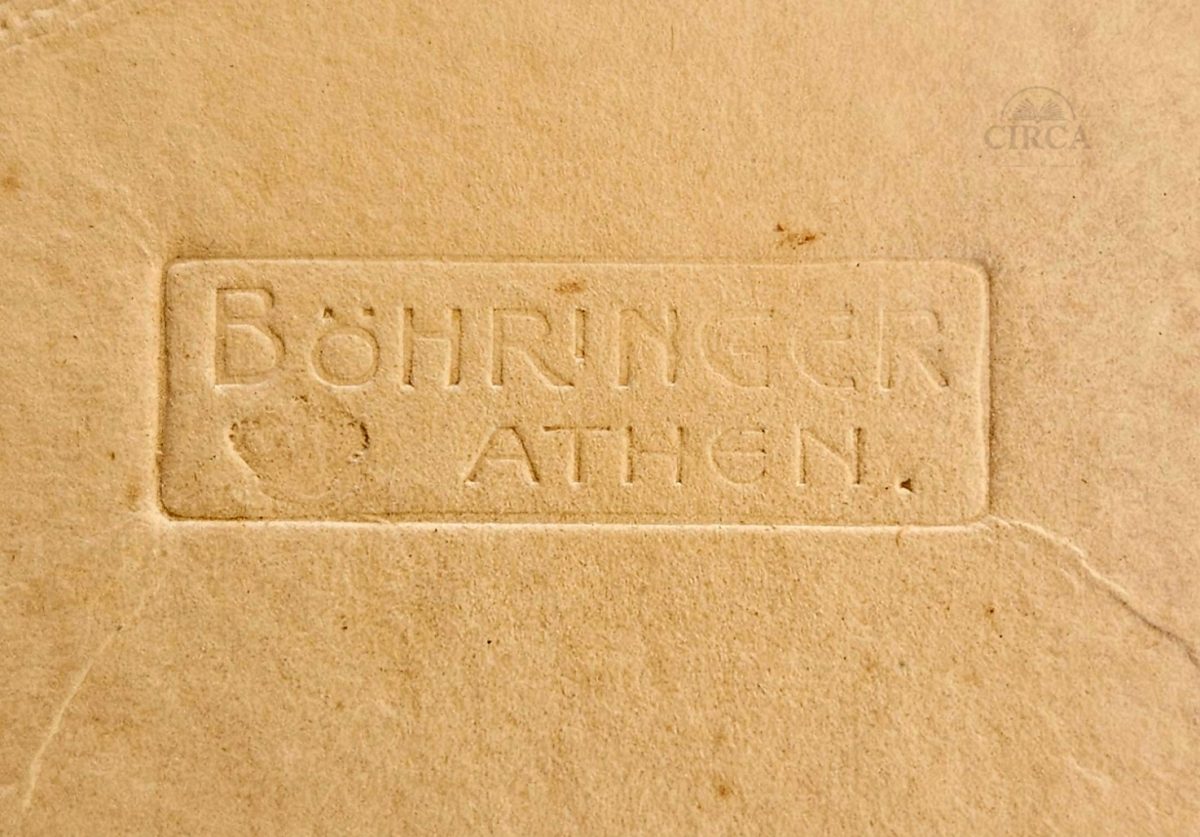 CIRCA
BÖHRINGER
ATHEN.